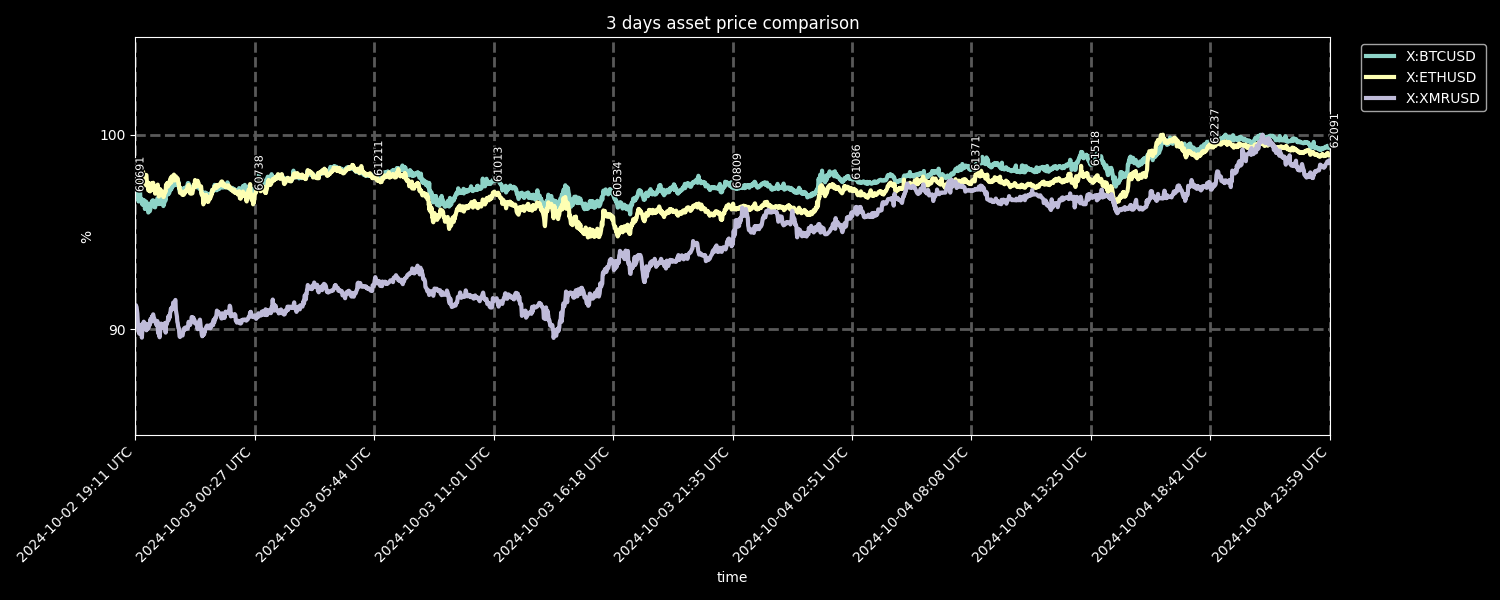 3 days asset price comparison
X:BTCUSD
X:ETHUSD
X:XMRUSD
100
90
%
60691
60738
61211
61013
60534
60809
61086
61371
61518
62237
62091
2024-10-02 19:11 UTC
2024-10-03 00:27 UTC
2024-10-03 05:44 UTC
2024-10-03 11:01 UTC
2024-10-03 16:18 UTC
2024-10-03 21:35 UTC
2024-10-04 02:51 UTC
2024-10-04 08:08 UTC
2024-10-04 13:25 UTC
2024-10-04 18:42 UTC
2024-10-04 23:59 UTC
time